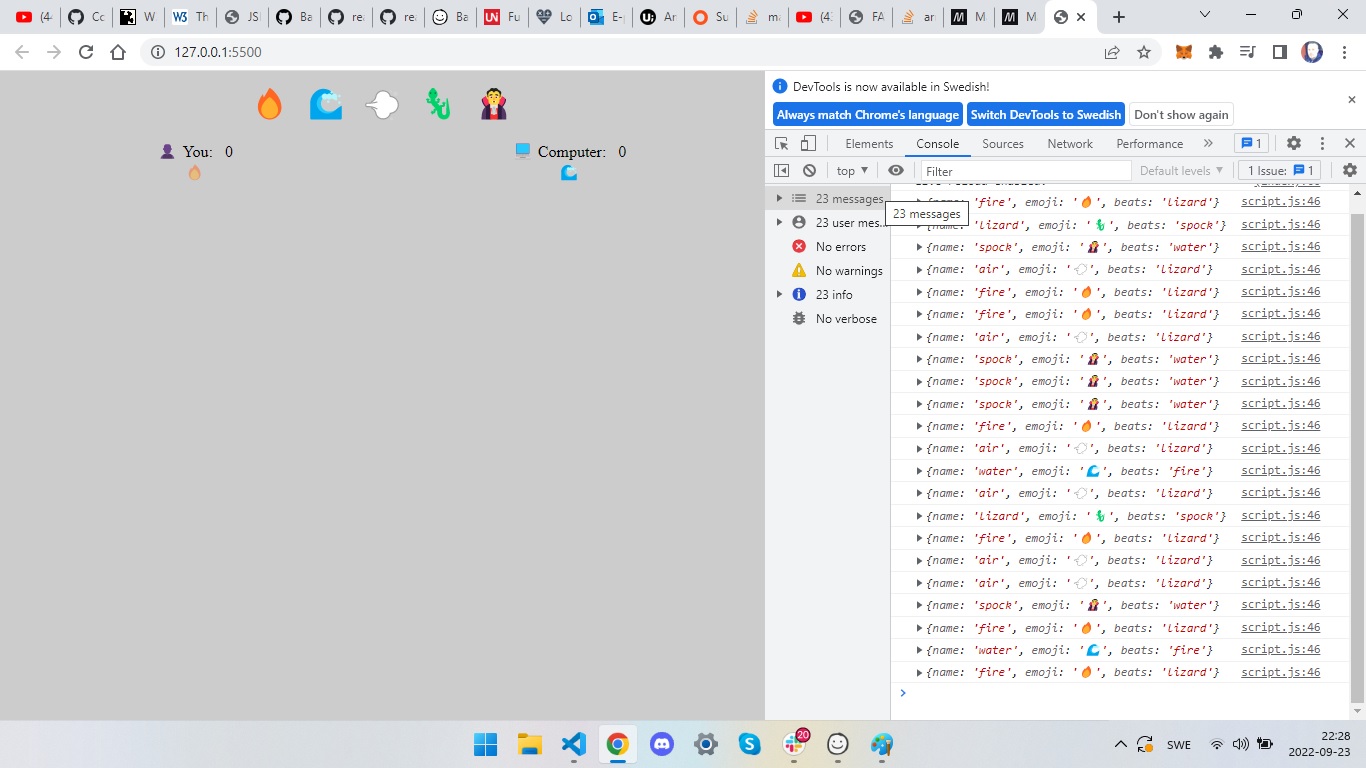 (4
Co
W
W3 Th
JS
Ba
rea
rea
Ba
LN Fu
Lo
E-p
U; Ar
Su
ma
(4
FA
ar
M M
M M
127.0.0.1:5500
DevTools is now available in Swedish!
Always match Chrome's language Switch DevTools to Swedish Don't show again
Elements Console Sources Network Performance » 1
top ▼ Filter Default levels ▼ 1 Issue: 1
You: 0 Computer: 0
23 messages
23 user mes...
No errors
No warnings
23 info
No verbose
23 messages
{name: 'fire', emoji: '🔥', beats: 'lizard'} script.js:46
{name: 'lizard', emoji: '🦎', beats: 'spock'} script.js:46
{name: 'spock', emoji: '🧛', beats: 'water'} script.js:46
{name: 'air', emoji: '💨', beats: 'lizard'} script.js:46
{name: 'fire', emoji: '🔥', beats: 'lizard'} script.js:46
{name: 'fire', emoji: '🔥', beats: 'lizard'} script.js:46
{name: 'air', emoji: '💨', beats: 'lizard'} script.js:46
{name: 'spock', emoji: '🧛', beats: 'water'} script.js:46
{name: 'spock', emoji: '🧛', beats: 'water'} script.js:46
{name: 'spock', emoji: '🧛', beats: 'water'} script.js:46
{name: 'fire', emoji: '🔥', beats: 'lizard'} script.js:46
{name: 'air', emoji: '💨', beats: 'lizard'} script.js:46
{name: 'water', emoji: '🌊', beats: 'fire'} script.js:46
{name: 'air', emoji: '💨', beats: 'lizard'} script.js:46
{name: 'lizard', emoji: '🦎', beats: 'spock'} script.js:46
{name: 'fire', emoji: '🔥', beats: 'lizard'} script.js:46
{name: 'air', emoji: '💨', beats: 'lizard'} script.js:46
{name: 'air', emoji: '💨', beats: 'lizard'} script.js:46
{name: 'spock', emoji: '🧛', beats: 'water'} script.js:46
{name: 'fire', emoji: '🔥', beats: 'lizard'} script.js:46
{name: 'water', emoji: '🌊', beats: 'fire'} script.js:46
{name: 'fire', emoji: '🔥', beats: 'lizard'} script.js:46
20
SWE
22:28
2022-09-23